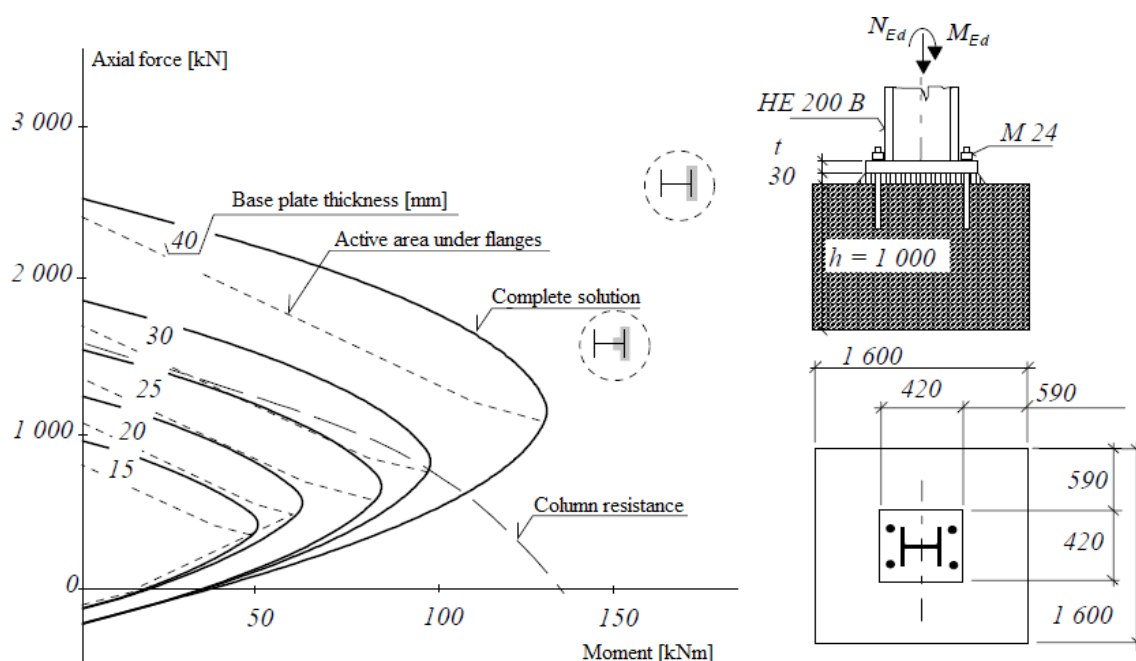 Axial force [kN]
3 000
2 000
1 000
0
Base plate thickness [mm]
Active area under flanges
Complete solution
Column resistance
40
30
25
20
15
50
100
150
Moment [kNm]
N Ed
M Ed
HE 200 B
M 24
t
30
h = 1 000
1 600
420
590
590
420
1 600